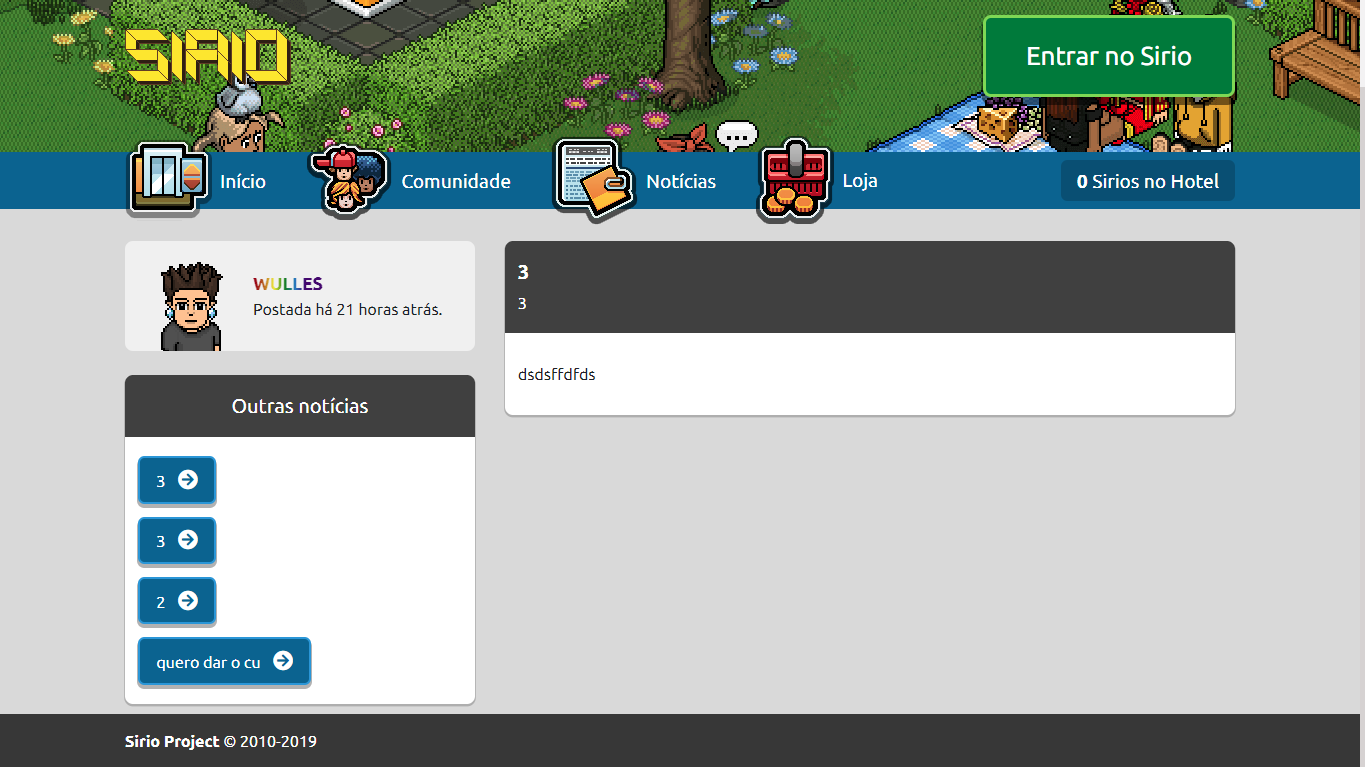 SIRIO
Entrar no Sirio
Início
Comunidade
Notícias
Loja
0 Sirios no Hotel
WULLES
Postada há 21 horas atrás.
3
3
dsdsffdfds
Outras notícias
3
3
2
quero dar o cu
Sirio Project © 2010-2019